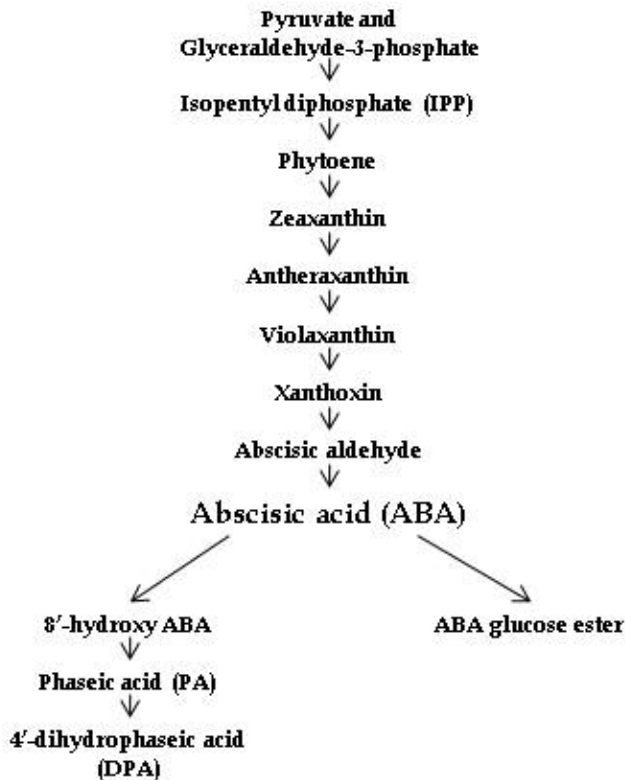 Pyruvate and
Glyceraldehyde-3-phosphate
Isopentyl diphosphate (IPP)
Phytoene
Zeaxanthin
Antheraxanthin
Violaxanthin
Xanthoxin
Abscisic aldehyde
Abscisic acid (ABA)
8′-hydroxy ABA
ABA glucose ester
Phaseic acid (PA)
4′-dihydrophaseic acid
(DPA)